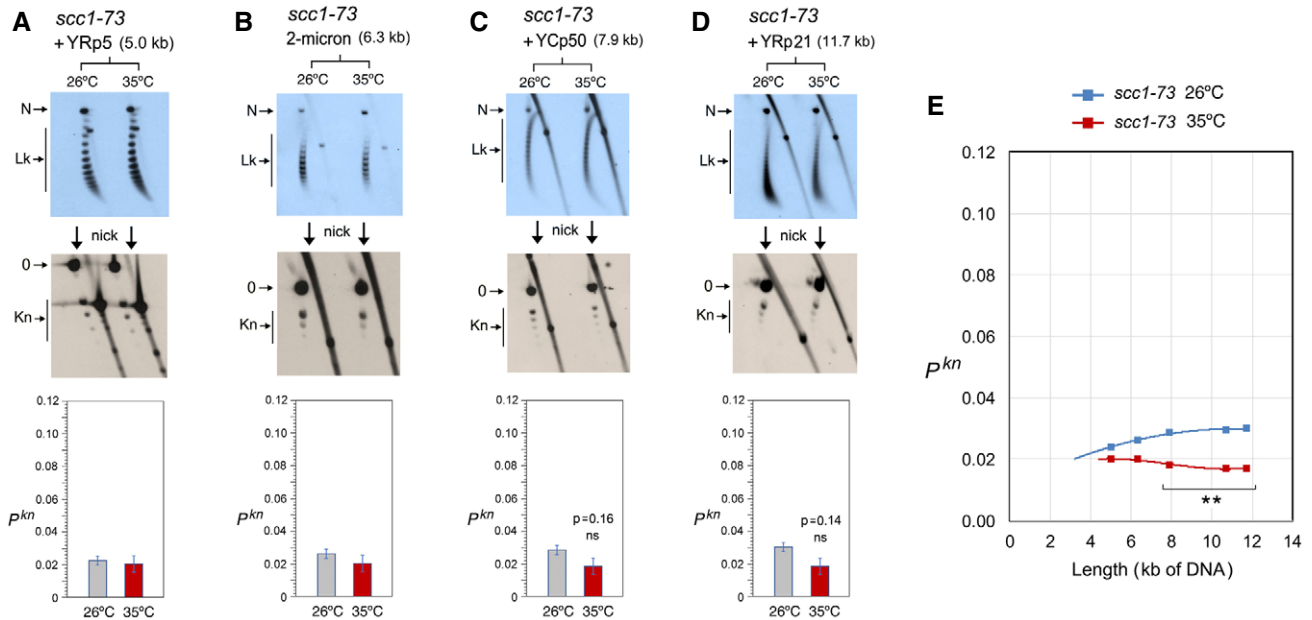 A
scc1-73
+ YRp5 (5.0 kb)
26ºC 35ºC
N
Lk
nick
0
Kn
0.12
0.10
0.08
0.06
0.04
0.02
0
Pkn
26ºC 35ºC
B
scc1-73
2-micron (6.3 kb)
26ºC 35ºC
N
Lk
nick
0
Kn
0.12
0.10
0.08
0.06
0.04
0.02
0
Pkn
26ºC 35ºC
C
scc1-73
+ YCp50 (7.9 kb)
26ºC 35ºC
N
Lk
nick
0
Kn
0.12
0.10
0.08
0.06
0.04
0.02
0
Pkn
p=0.16
ns
26ºC 35ºC
D
scc1-73
+ YRp21 (11.7 kb)
26ºC 35ºC
N
Lk
nick
0
Kn
0.12
0.10
0.08
0.06
0.04
0.02
0
Pkn
p=0.14
ns
26ºC 35ºC
E
scc1-73 26ºC
scc1-73 35ºC
0.12
0.10
0.08
0.06
0.04
0.02
0.00
Pkn
**
0 2 4 6 8 10 12 14
Length (kb of DNA)